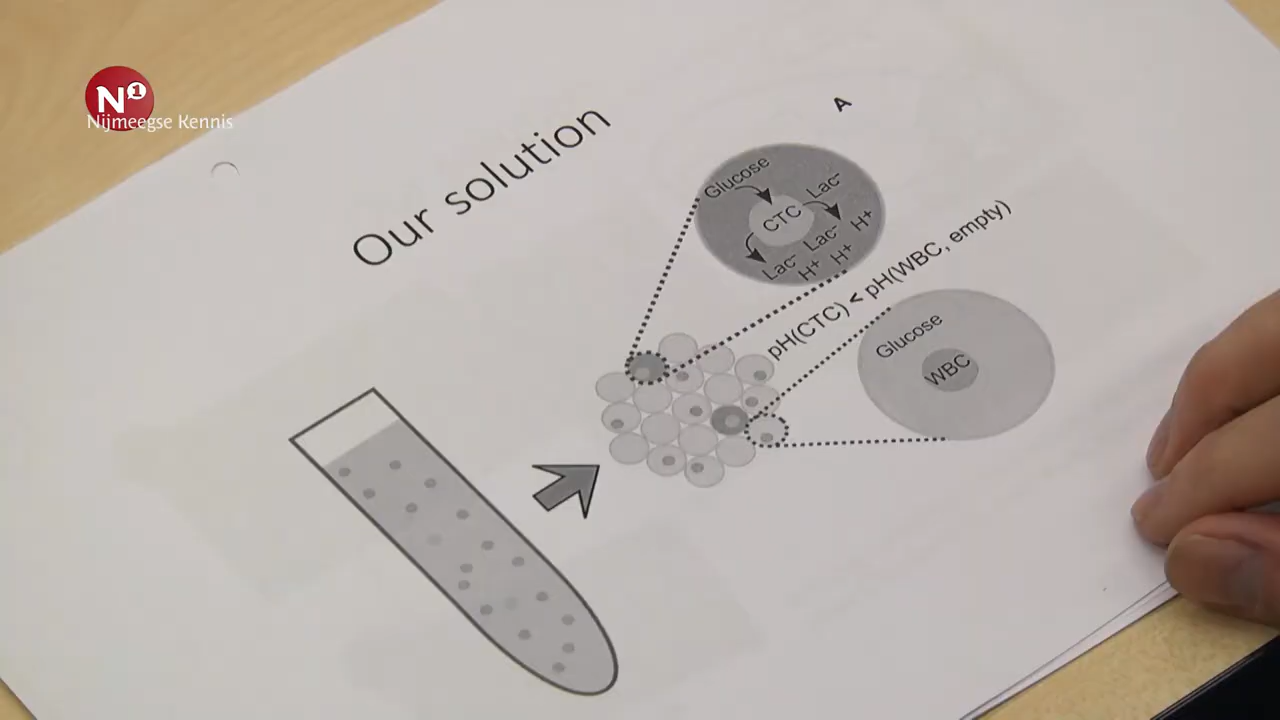 N1
Nijmeegse Kennis
Our solution
A
Glucose
CTC
Lac⁻
Lac⁻
Lac⁻
H⁺
H⁺
H⁺
pH(CTC) < pH(WBC, empty)
Glucose
WBC